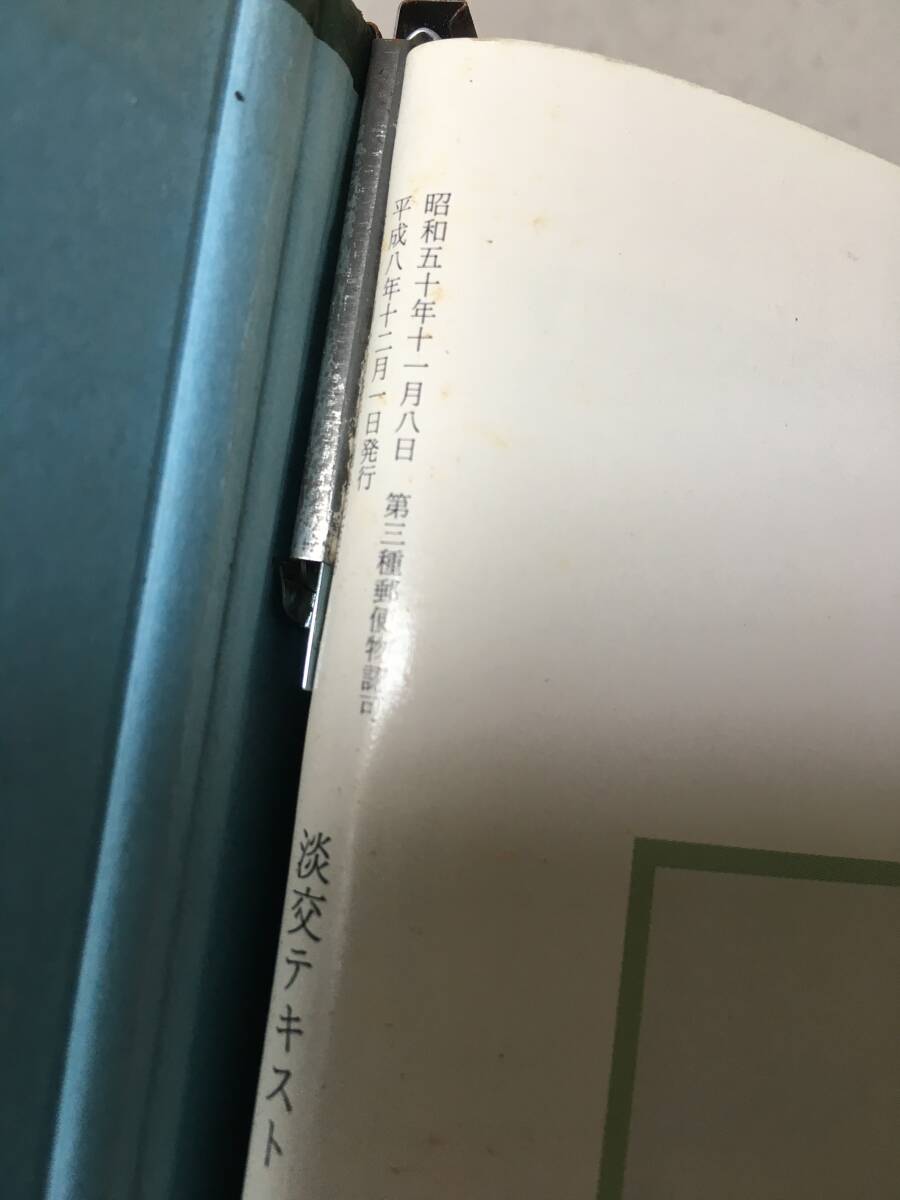 昭和五十年十一月八日 第三種郵便物認可
平成八年十二月一日発行
淡交テキスト